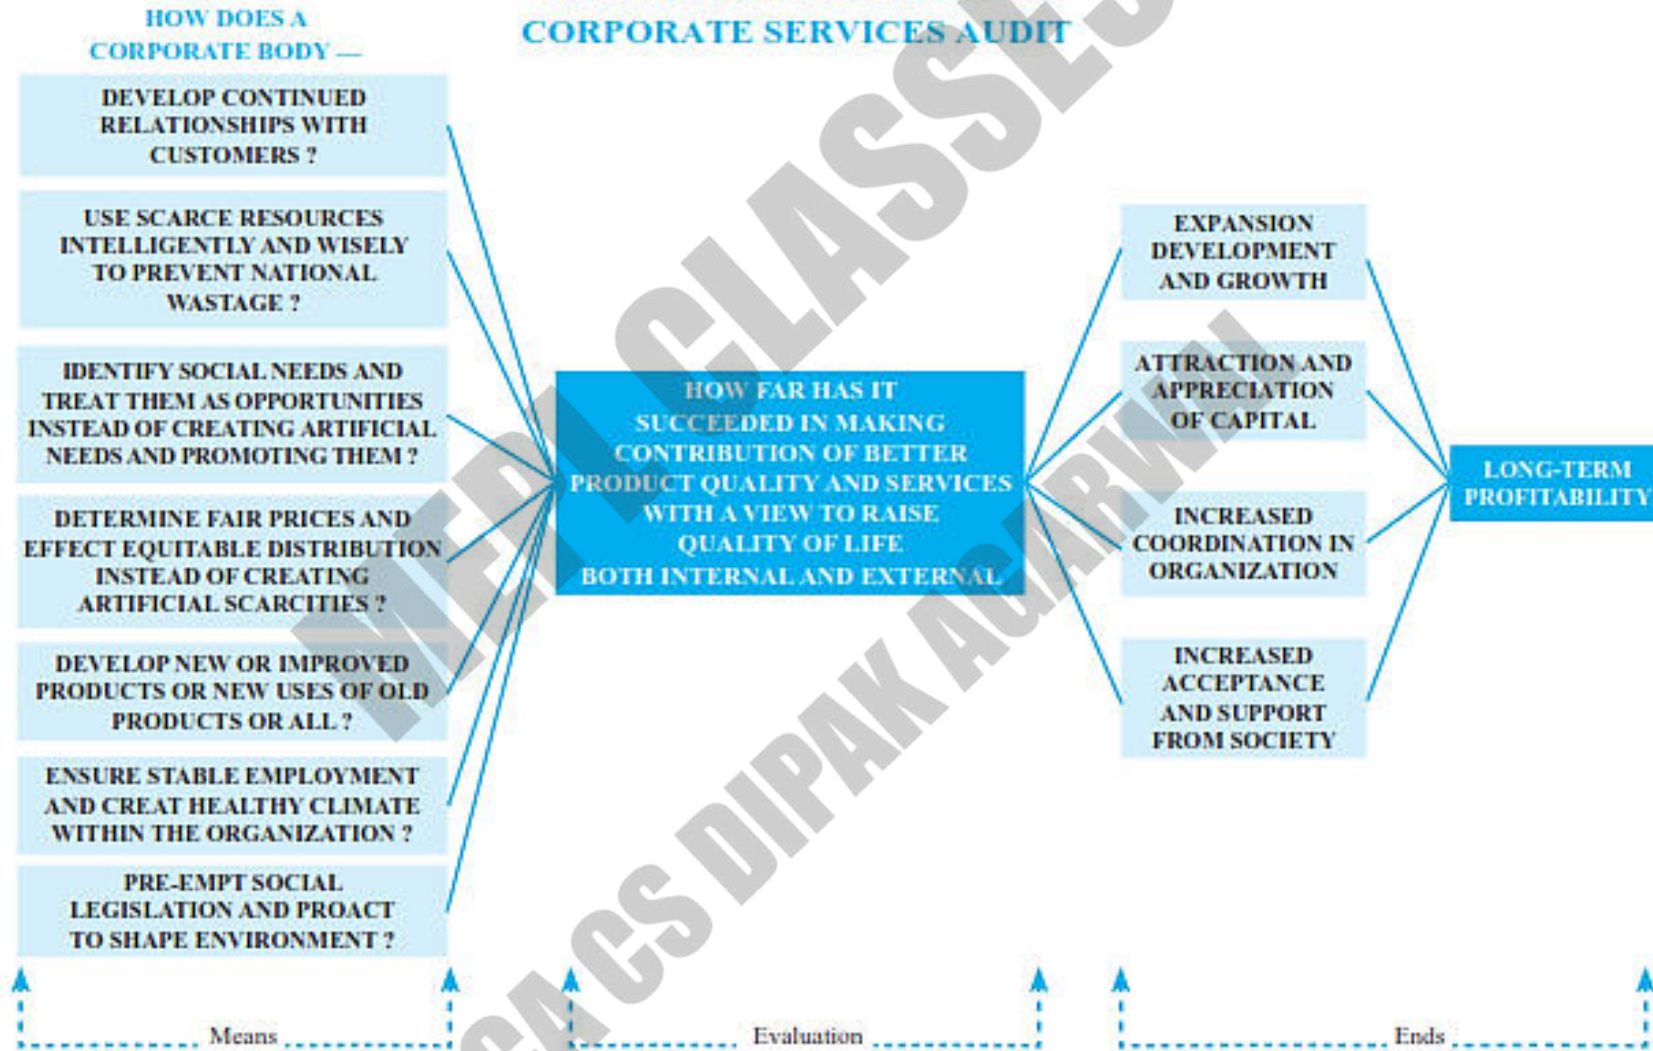 HOW DOES A
CORPORATE BODY —
CORPORATE SERVICES AUDIT
DEVELOP CONTINUED
RELATIONSHIPS WITH
CUSTOMERS ?
USE SCARCE RESOURCES
INTELLIGENTLY AND WISELY
TO PREVENT NATIONAL
WASTAGE ?
IDENTIFY SOCIAL NEEDS AND
TREAT THEM AS OPPORTUNITIES
INSTEAD OF CREATING ARTIFICIAL
NEEDS AND PROMOTING THEM ?
DETERMINE FAIR PRICES AND
EFFECT EQUITABLE DISTRIBUTION
INSTEAD OF CREATING
ARTIFICIAL SCARCITIES ?
DEVELOP NEW OR IMPROVED
PRODUCTS OR NEW USES OF OLD
PRODUCTS OR ALL ?
ENSURE STABLE EMPLOYMENT
AND CREAT HEALTHY CLIMATE
WITHIN THE ORGANIZATION ?
PRE-EMPT SOCIAL
LEGISLATION AND PROACT
TO SHAPE ENVIRONMENT ?
HOW FAR HAS IT
SUCCEEDED IN MAKING
CONTRIBUTION OF BETTER
PRODUCT QUALITY AND SERVICES
WITH A VIEW TO RAISE
QUALITY OF LIFE
BOTH INTERNAL AND EXTERNAL
EXPANSION
DEVELOPMENT
AND GROWTH
ATTRACTION AND
APPRECIATION
OF CAPITAL
INCREASED
COORDINATION IN
ORGANIZATION
INCREASED
ACCEPTANCE
AND SUPPORT
FROM SOCIETY
LONG-TERM
PROFITABILITY
Means
Evaluation
Ends
MEPL CLASSES
CA CS DIPAK AGARWAL